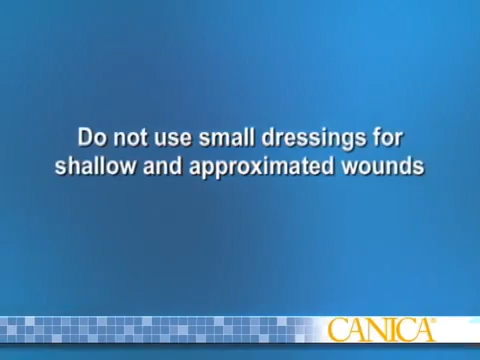 Do not use small dressings for
shallow and approximated wounds
CANICA®